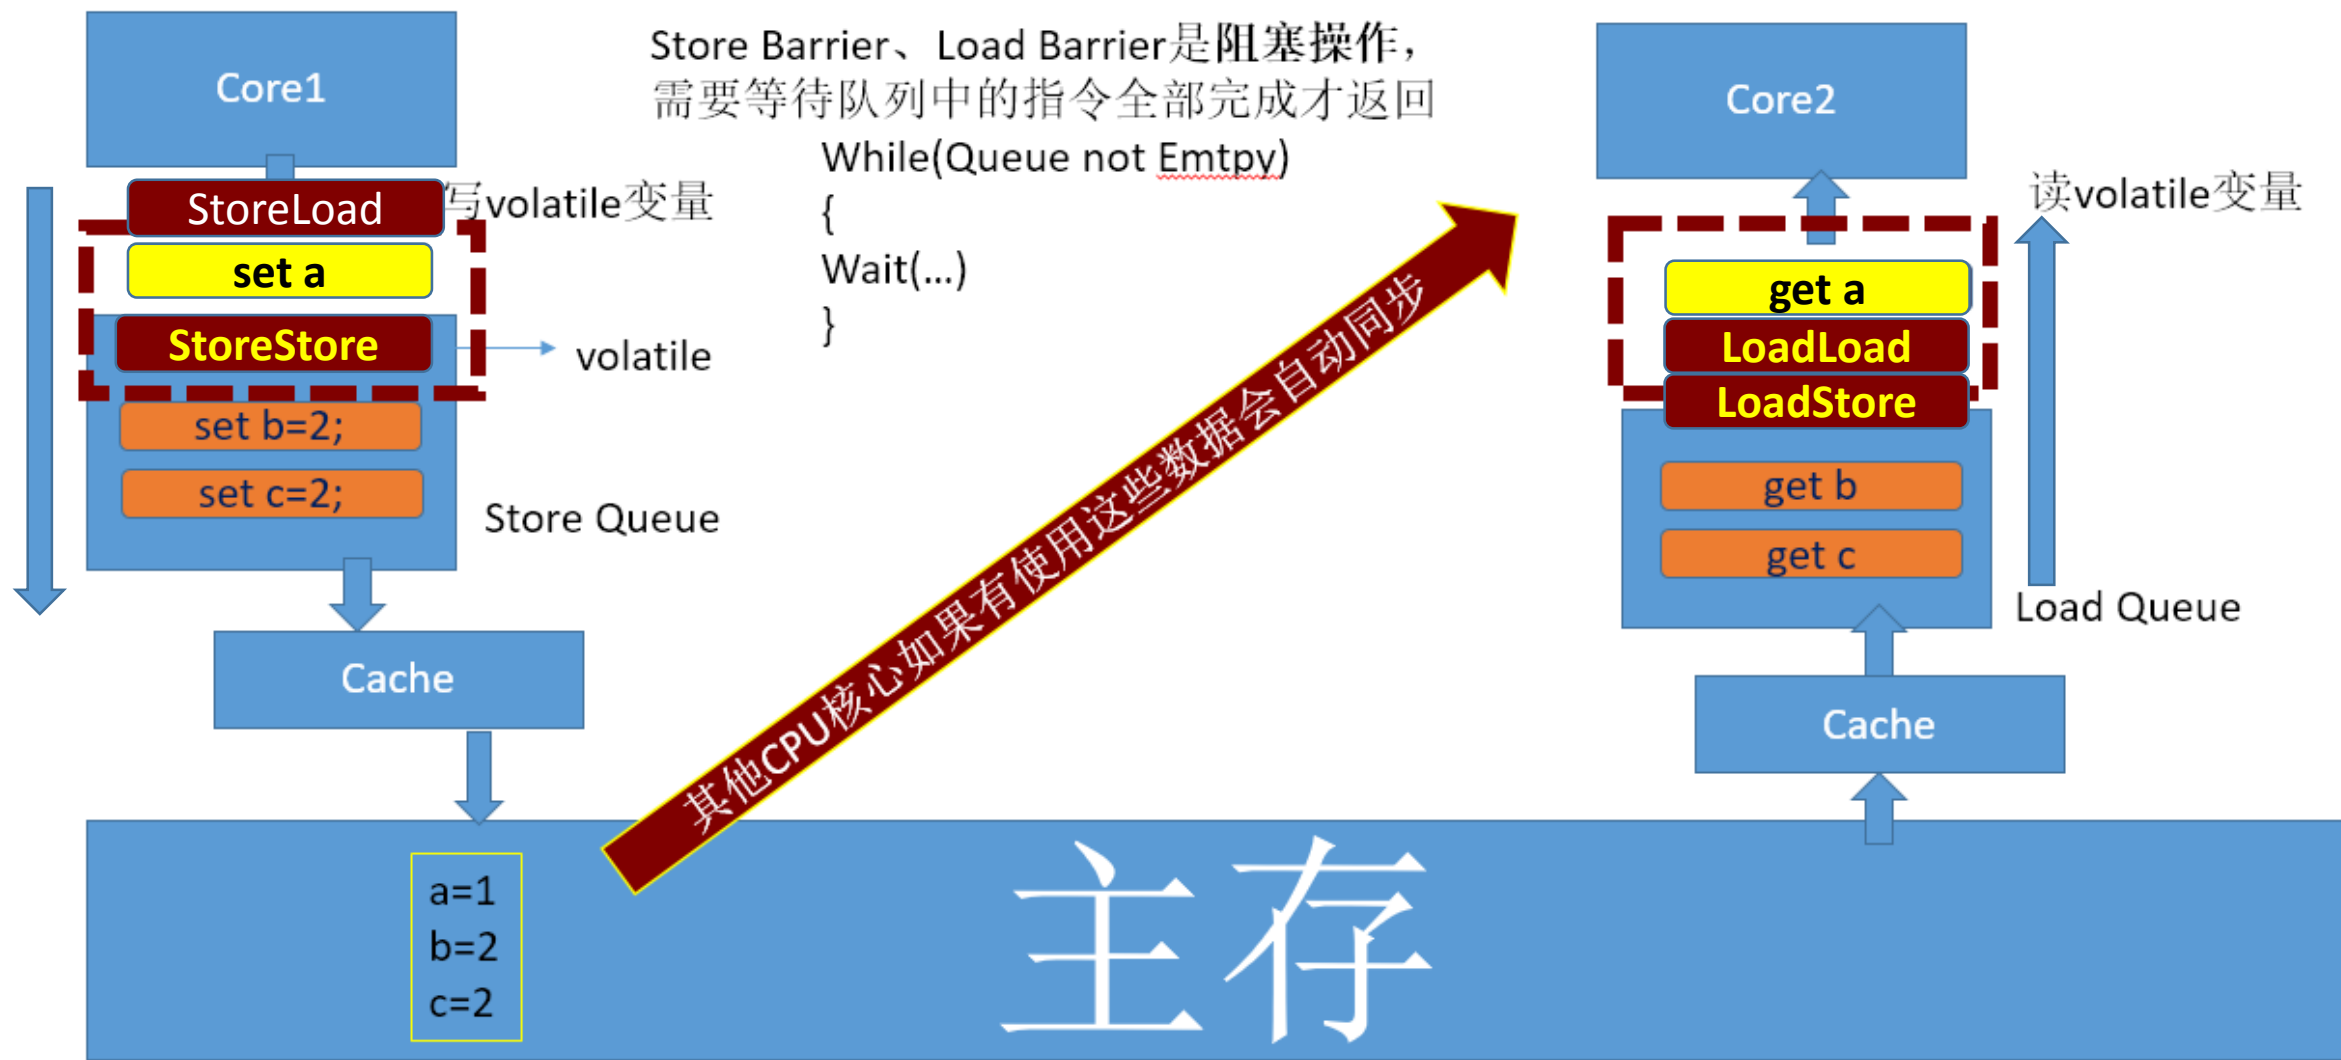 Core1
StoreLoad
写volatile变量
set a
StoreStore
volatile
set b=2;
set c=2;
Store Queue
Cache
Store Barrier、Load Barrier是阻塞操作，
需要等待队列中的指令全部完成才返回
While(Queue not Emtpy)
{
Wait(...)
}
其他CPU核心如果有使用这些数据会自动同步
Core2
读volatile变量
get a
LoadLoad
LoadStore
get b
get c
Load Queue
Cache
a=1
b=2
c=2
主存